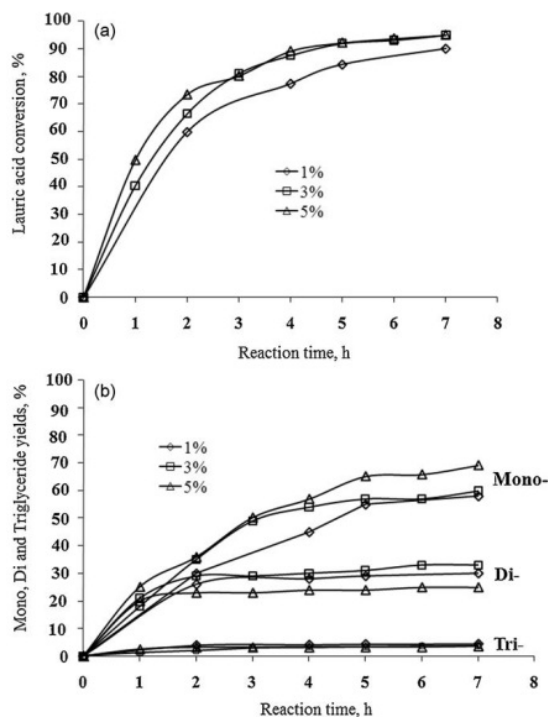 (a)
100
90
80
70
60
50
40
30
20
10
0
Lauric acid conversion, %
1%
3%
5%
0 1 2 3 4 5 6 7 8
Reaction time, h
(b)
100
90
80
70
60
50
40
30
20
10
0
Mono, Di and Triglyceride yields, %
1%
3%
5%
Mono-
Di-
Tri-
0 1 2 3 4 5 6 7 8
Reaction time, h